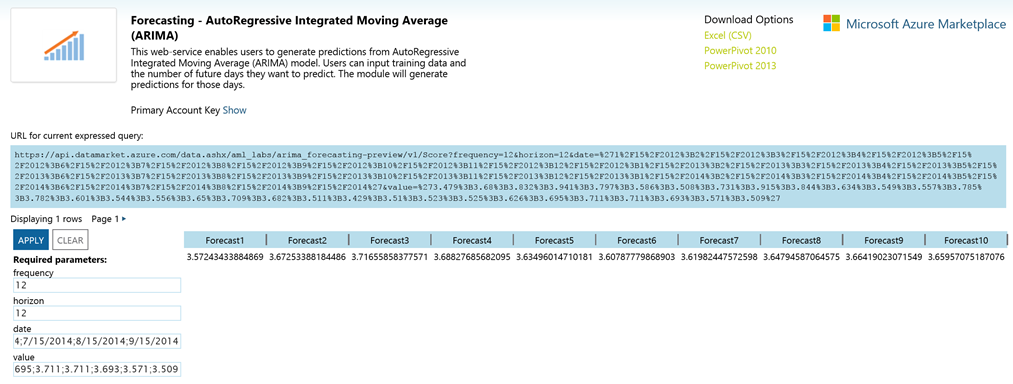 Forecasting - AutoRegressive Integrated Moving Average
(ARIMA)
This web-service enables users to generate predictions from AutoRegressive
Integrated Moving Average (ARIMA) model. Users can input training data and
the number of future days they want to predict. The module will generate
predictions for those days.
Primary Account Key Show
Download Options
Excel (CSV)
PowerPivot 2010
PowerPivot 2013
Microsoft Azure Marketplace
URL for current expressed query:
https://api.datamarket.azure.com/data.ashx/aml_labs/arima_forecasting-preview/v1/Score?frequency=12&horizon=12&date=%271%2F15%2F2012%3B2%2F15%2F2012%3B3%2F15%2F2012%3B4%2F15%2F2012%3B5%2F15%
2F2012%3B6%2F15%2F2012%3B7%2F15%2F2012%3B8%2F15%2F2012%3B9%2F15%2F2012%3B10%2F15%2F2012%3B11%2F15%2F2012%3B12%2F15%2F2012%3B1%2F15%2F2013%3B2%2F15%2F2013%3B3%2F15%2F2013%3B4%2F15%2F2013%3B5%2F15%
2F2013%3B6%2F15%2F2013%3B7%2F15%2F2013%3B8%2F15%2F2013%3B9%2F15%2F2013%3B10%2F15%2F2013%3B11%2F15%2F2013%3B12%2F15%2F2013%3B1%2F15%2F2014%3B2%2F15%2F2014%3B3%2F15%2F2014%3B4%2F15%2F2014%3B5%2F15%
2F2014%3B6%2F15%2F2014%3B7%2F15%2F2014%3B8%2F15%2F2014%3B9%2F15%2F2014%27&value=%273.479%3B3.68%3B3.832%3B3.941%3B3.797%3B3.586%3B3.508%3B3.731%3B3.915%3B3.844%3B3.634%3B3.549%3B3.557%3B3.785%
3B3.782%3B3.601%3B3.544%3B3.556%3B3.65%3B3.709%3B3.682%3B3.511%3B3.429%3B3.51%3B3.523%3B3.525%3B3.626%3B3.695%3B3.711%3B3.711%3B3.693%3B3.571%3B3.509%27
Displaying 1 rows Page 1
APPLY CLEAR
Forecast1 Forecast2 Forecast3 Forecast4 Forecast5 Forecast6 Forecast7 Forecast8 Forecast9 Forecast10
3.57243433884869 3.67253388184486 3.71655858377571 3.68827685682095 3.63496014710181 3.60787779868903 3.61982447572598 3.64794587064575 3.66419023071549 3.65957075187076
Required parameters:
frequency
12
horizon
12
date
4;7/15/2014;8/15/2014;9/15/2014
value
695;3.711;3.711;3.693;3.571;3.509